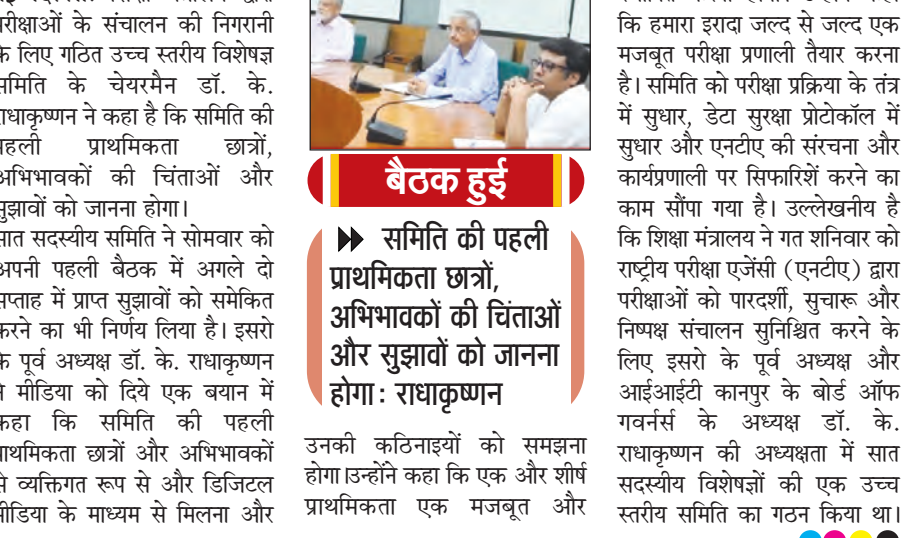 परीक्षाओं के संचालन की निगरानी
के लिए गठित उच्च स्तरीय विशेषज्ञ
समिति के चेयरमैन डॉ. के.
राधाकृष्णन ने कहा है कि समिति की
पहली प्राथमिकता छात्रों,
अभिभावकों की चिंताओं और
सुझावों को जानना होगा।
सात सदस्यीय समिति ने सोमवार को
अपनी पहली बैठक में अगले दो
सप्ताह में प्राप्त सुझावों को समेकित
करने का भी निर्णय लिया है। इसरो
के पूर्व अध्यक्ष डॉ. के. राधाकृष्णन
ने मीडिया को दिये एक बयान में
कहा कि समिति की पहली
प्राथमिकता छात्रों और अभिभावकों
से व्यक्तिगत रूप से और डिजिटल
मीडिया के माध्यम से मिलना और
बैठक हुई
समिति की पहली
प्राथमिकता छात्रों,
अभिभावकों की चिंताओं
और सुझावों को जानना
होगा: राधाकृष्णन
उनकी कठिनाइयों को समझना
होगा।उन्होंने कहा कि एक और शीर्ष
प्राथमिकता एक मजबूत और
कि हमारा इरादा जल्द से जल्द एक
मजबूत परीक्षा प्रणाली तैयार करना
है। समिति को परीक्षा प्रक्रिया के तंत्र
में सुधार, डेटा सुरक्षा प्रोटोकॉल में
सुधार और एनटीए की संरचना और
कार्यप्रणाली पर सिफारिशें करने का
काम सौंपा गया है। उल्लेखनीय है
कि शिक्षा मंत्रालय ने गत शनिवार को
राष्ट्रीय परीक्षा एजेंसी (एनटीए) द्वारा
परीक्षाओं को पारदर्शी, सुचारू और
निष्पक्ष संचालन सुनिश्चित करने के
लिए इसरो के पूर्व अध्यक्ष और
आईआईटी कानपुर के बोर्ड ऑफ
गवर्नर्स के अध्यक्ष डॉ. के.
राधाकृष्णन की अध्यक्षता में सात
सदस्यीय विशेषज्ञों की एक उच्च
स्तरीय समिति का गठन किया था।